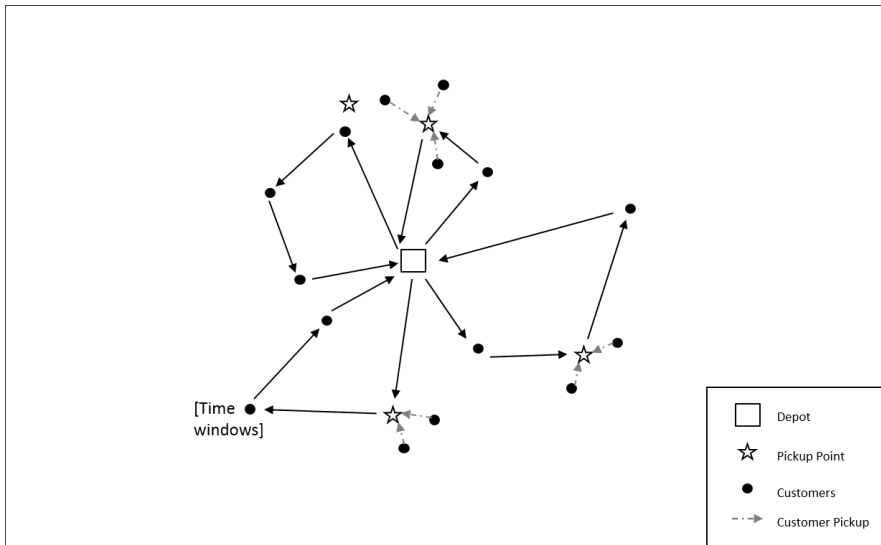 [Time
windows]
Depot
Pickup Point
Customers
Customer Pickup